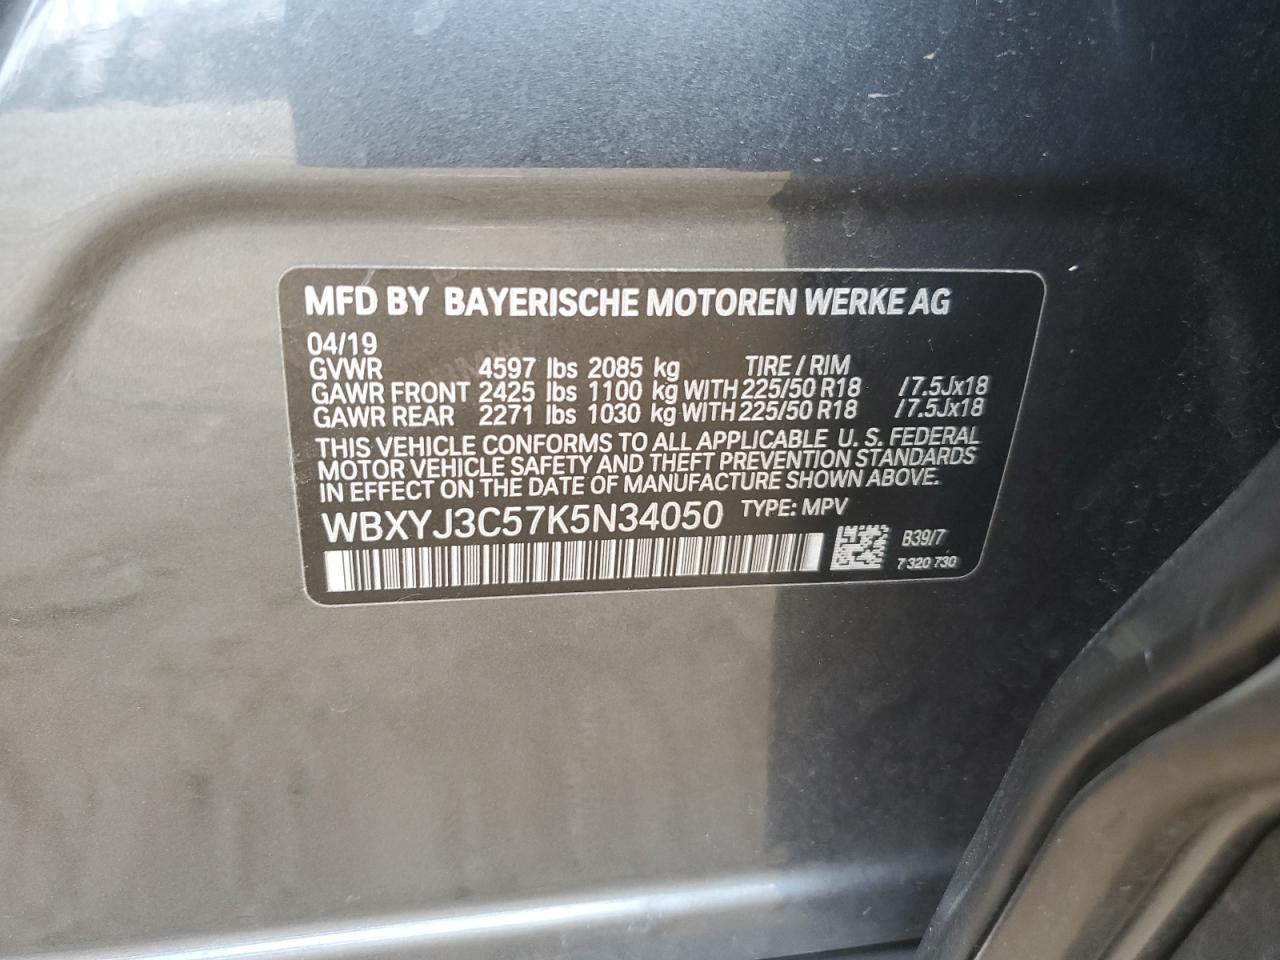 MFD BY BAYERISCHE MOTOREN WERKE AG
04/19
GVWR 4597 lbs 2085 kg TIRE / RIM
GAWR FRONT 2425 lbs 1100 kg WITH 225/50 R18 /7.5Jx18
GAWR REAR 2271 lbs 1030 kg WITH 225/50 R18 /7.5Jx18
THIS VEHICLE CONFORMS TO ALL APPLICABLE U. S. FEDERAL
MOTOR VEHICLE SAFETY AND THEFT PREVENTION STANDARDS
IN EFFECT ON THE DATE OF MANUFACTURE SHOWN ABOVE.
WBXYJ3C57K5N34050 TYPE: MPV
B39/7
7 320 730